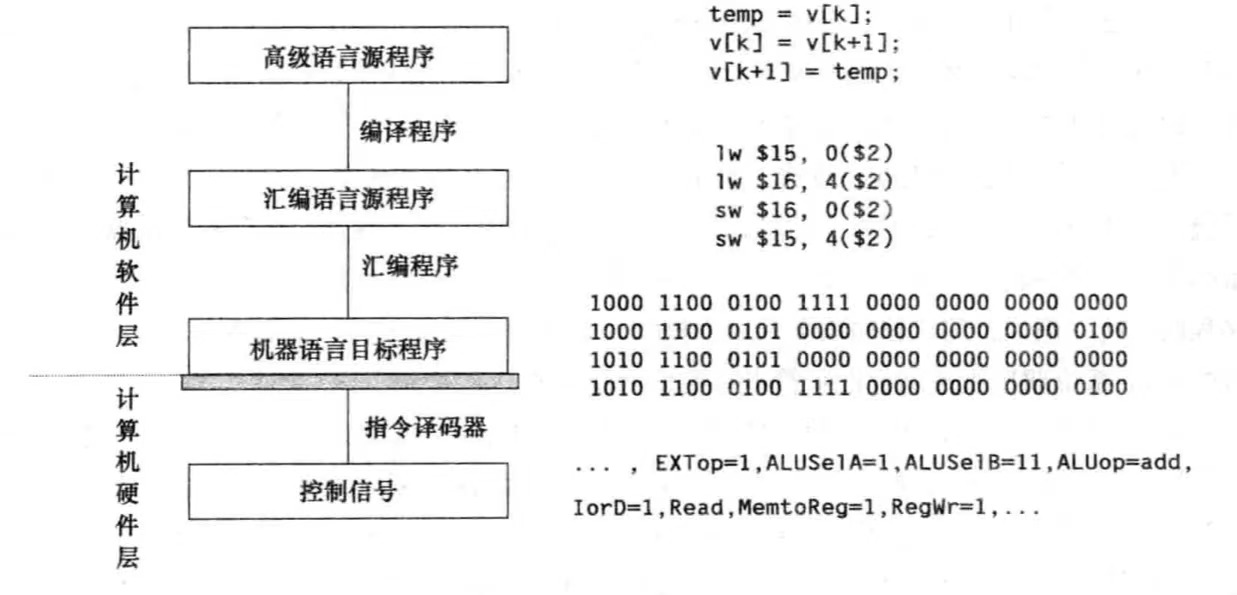 高级语言源程序
temp = v[k];
v[k] = v[k+1];
v[k+1] = temp;
编译程序
计算机软件层
汇编语言源程序
lw $15, 0($2)
lw $16, 4($2)
sw $16, 0($2)
sw $15, 4($2)
汇编程序
机器语言目标程序
1000 1100 0100 1111 0000 0000 0000 0000
1000 1100 0101 0000 0000 0000 0000 0100
1010 1100 0101 0000 0000 0000 0000 0000
1010 1100 0100 1111 0000 0000 0000 0100
计算机硬件层
指令译码器
控制信号
... , EXTop=1,ALUSelA=1,ALUSelB=11,ALUop=add,
IorD=1,Read,MemtoReg=1,RegWr=1,...